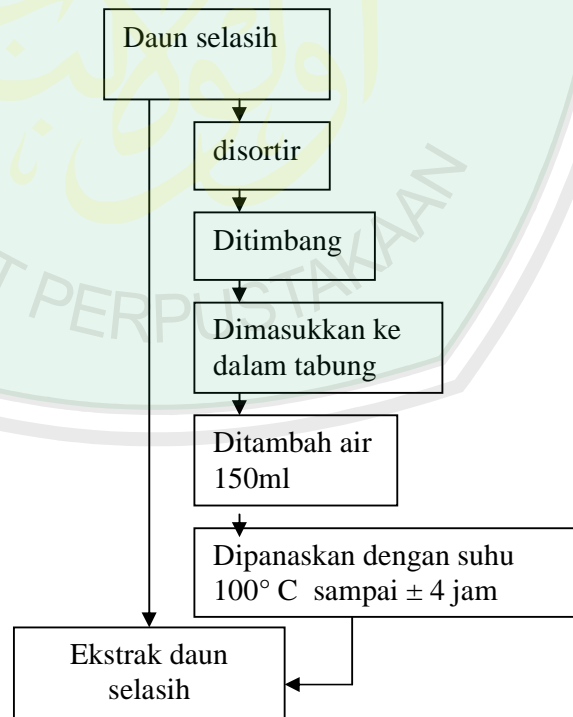 Daun selasih
disortir
Ditimbang
Dimasukkan ke
dalam tabung
Ditambah air
150ml
Dipanaskan dengan suhu
100° C  sampai ± 4 jam
Ekstrak daun
selasih
T PERPUSTAKAAN